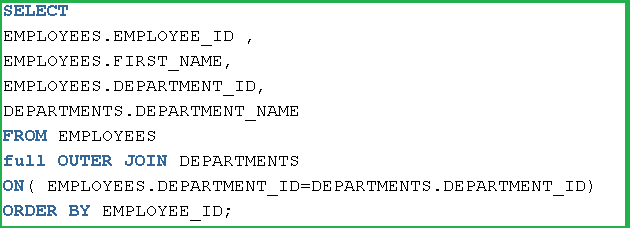 SELECT
EMPLOYEES.EMPLOYEE_ID ,
EMPLOYEES.FIRST_NAME,
EMPLOYEES.DEPARTMENT_ID,
DEPARTMENTS.DEPARTMENT_NAME
FROM EMPLOYEES
full OUTER JOIN DEPARTMENTS
ON( EMPLOYEES.DEPARTMENT_ID=DEPARTMENTS.DEPARTMENT_ID)
ORDER BY EMPLOYEE_ID;